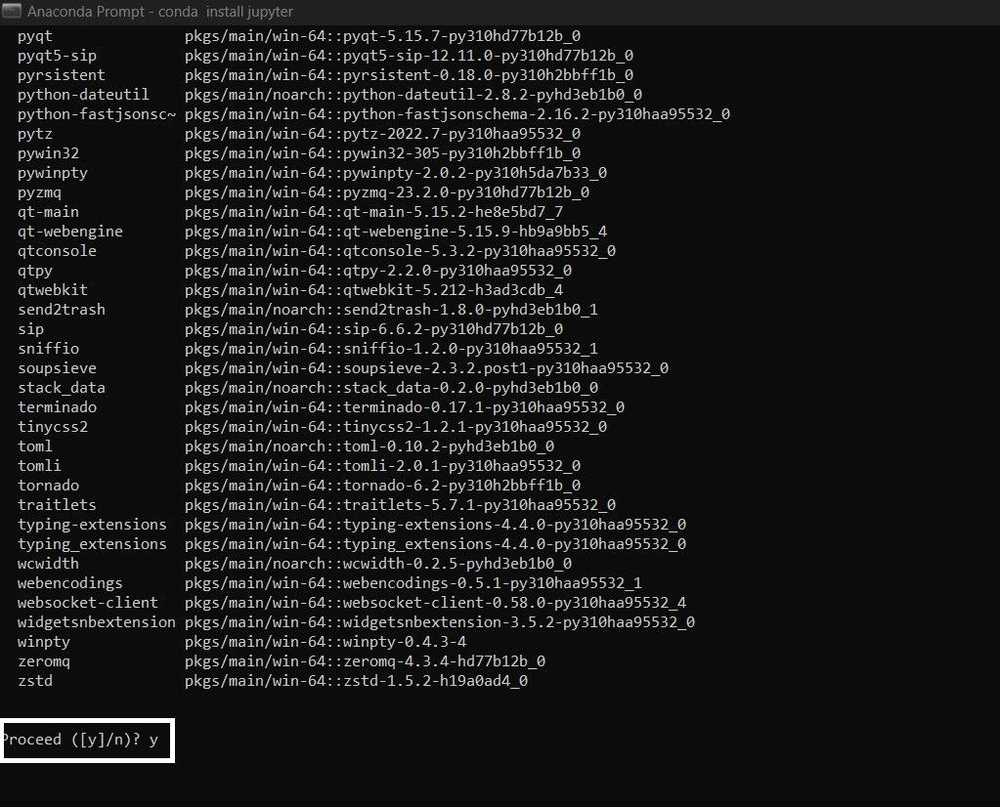 Anaconda Prompt - conda  install jupyter
pyqt pkgs/main/win-64::pyqt-5.15.7-py310hd77b12b_0
pyqt5-sip pkgs/main/win-64::pyqt5-sip-12.11.0-py310hd77b12b_0
pyrsistent pkgs/main/win-64::pyrsistent-0.18.0-py310h2bbff1b_0
python-dateutil pkgs/main/noarch::python-dateutil-2.8.2-pyhd3eb1b0_0
python-fastjsonsc~ pkgs/main/win-64::python-fastjsonschema-2.16.2-py310haa95532_0
pytz pkgs/main/win-64::pytz-2022.7-py310haa95532_0
pywin32 pkgs/main/win-64::pywin32-305-py310h2bbff1b_0
pywinpty pkgs/main/win-64::pywinpty-2.0.2-py310h5da7b33_0
pyzmq pkgs/main/win-64::pyzmq-23.2.0-py310hd77b12b_0
qt-main pkgs/main/win-64::qt-main-5.15.2-he8e5bd7_7
qt-webengine pkgs/main/win-64::qt-webengine-5.15.9-hb9a9bb5_4
qtconsole pkgs/main/win-64::qtconsole-5.3.2-py310haa95532_0
qtpy pkgs/main/win-64::qtpy-2.2.0-py310haa95532_0
qtwebkit pkgs/main/win-64::qtwebkit-5.212-h3ad3cdb_4
send2trash pkgs/main/noarch::send2trash-1.8.0-pyhd3eb1b0_1
sip pkgs/main/win-64::sip-6.6.2-py310hd77b12b_0
sniffio pkgs/main/win-64::sniffio-1.2.0-py310haa95532_1
soupsieve pkgs/main/win-64::soupsieve-2.3.2.post1-py310haa95532_0
stack_data pkgs/main/noarch::stack_data-0.2.0-pyhd3eb1b0_0
terminado pkgs/main/win-64::terminado-0.17.1-py310haa95532_0
tinycss2 pkgs/main/win-64::tinycss2-1.2.1-py310haa95532_0
toml pkgs/main/noarch::toml-0.10.2-pyhd3eb1b0_0
tomli pkgs/main/win-64::tomli-2.0.1-py310haa95532_0
tornado pkgs/main/win-64::tornado-6.2-py310h2bbff1b_0
traitlets pkgs/main/win-64::traitlets-5.7.1-py310haa95532_0
typing-extensions pkgs/main/win-64::typing-extensions-4.4.0-py310haa95532_0
typing_extensions pkgs/main/win-64::typing_extensions-4.4.0-py310haa95532_0
wcwidth pkgs/main/noarch::wcwidth-0.2.5-pyhd3eb1b0_0
webencodings pkgs/main/win-64::webencodings-0.5.1-py310haa95532_1
websocket-client pkgs/main/win-64::websocket-client-0.58.0-py310haa95532_4
widgetsnbextension pkgs/main/win-64::widgetsnbextension-3.5.2-py310haa95532_0
winpty pkgs/main/win-64::winpty-0.4.3-4
zeromq pkgs/main/win-64::zeromq-4.3.4-hd77b12b_0
zstd pkgs/main/win-64::zstd-1.5.2-h19a0ad4_0
Proceed ([y]/n)? y